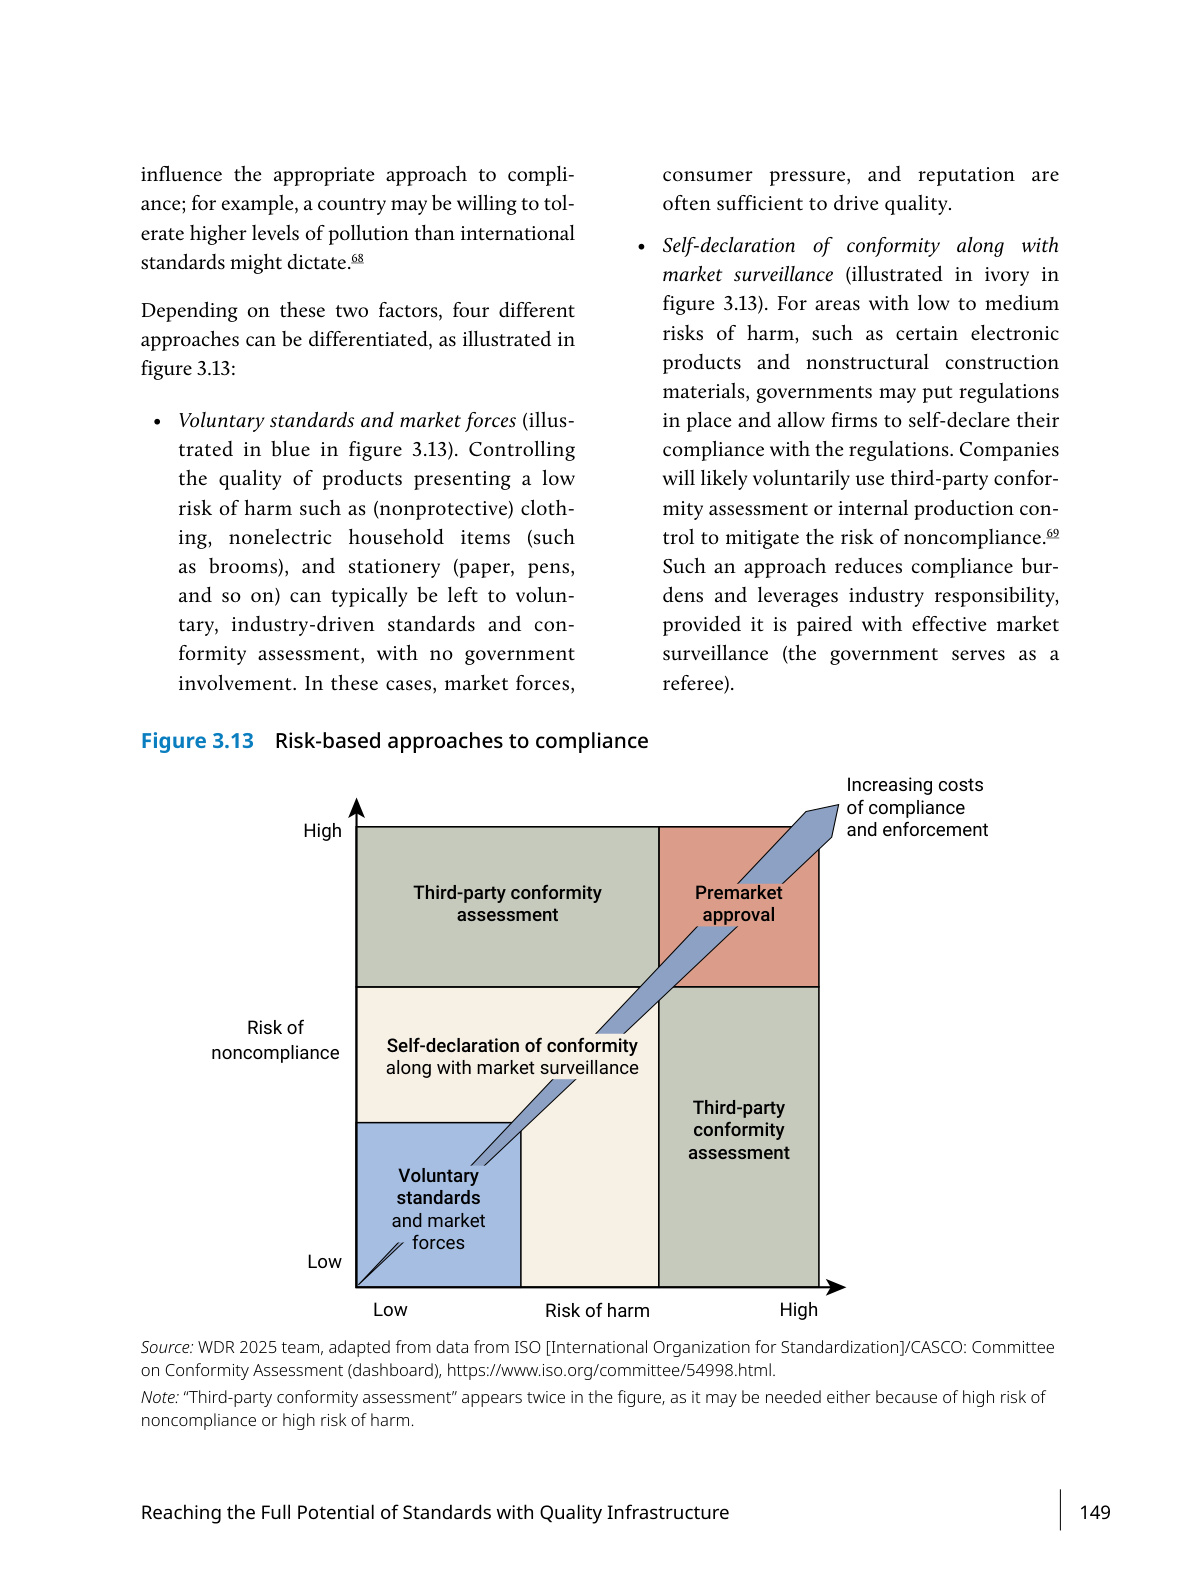 influence the appropriate approach to compli-
ance; for example, a country may be willing to tol-
erate higher levels of pollution than international
standards might dictate.68
Depending on these two factors, four different
approaches can be differentiated, as illustrated in
figure 3.13:
• Voluntary standards and market forces (illus-
trated in blue in figure 3.13). Controlling
the quality of products presenting a low
risk of harm such as (nonprotective) cloth-
ing, nonelectric household items (such
as brooms), and stationery (paper, pens,
and so on) can typically be left to volun-
tary, industry-driven standards and con-
formity assessment, with no government
involvement. In these cases, market forces,
consumer pressure, and reputation are
often sufficient to drive quality.
• Self-declaration of conformity along with
market surveillance (illustrated in ivory in
figure 3.13). For areas with low to medium
risks of harm, such as certain electronic
products and nonstructural construction
materials, governments may put regulations
in place and allow firms to self-declare their
compliance with the regulations. Companies
will likely voluntarily use third-party confor-
mity assessment or internal production con-
trol to mitigate the risk of noncompliance.69
Such an approach reduces compliance bur-
dens and leverages industry responsibility,
provided it is paired with effective market
surveillance (the government serves as a
referee).
Figure 3.13 Risk-based approaches to compliance
Increasing costs
of compliance
and enforcement
High
Third-party conformity
assessment
Premarket
approval
Risk of
noncompliance
Self-declaration of conformity
along with market surveillance
Third-party
conformity
assessment
Voluntary
standards
and market
forces
Low
Low
Risk of harm
High
Source: WDR 2025 team, adapted from data from ISO [International Organization for Standardization]/CASCO: Committee
on Conformity Assessment (dashboard), https://www.iso.org/committee/54998.html.
Note: “Third-party conformity assessment” appears twice in the figure, as it may be needed either because of high risk of
noncompliance or high risk of harm.
Reaching the Full Potential of Standards with Quality Infrastructure
149